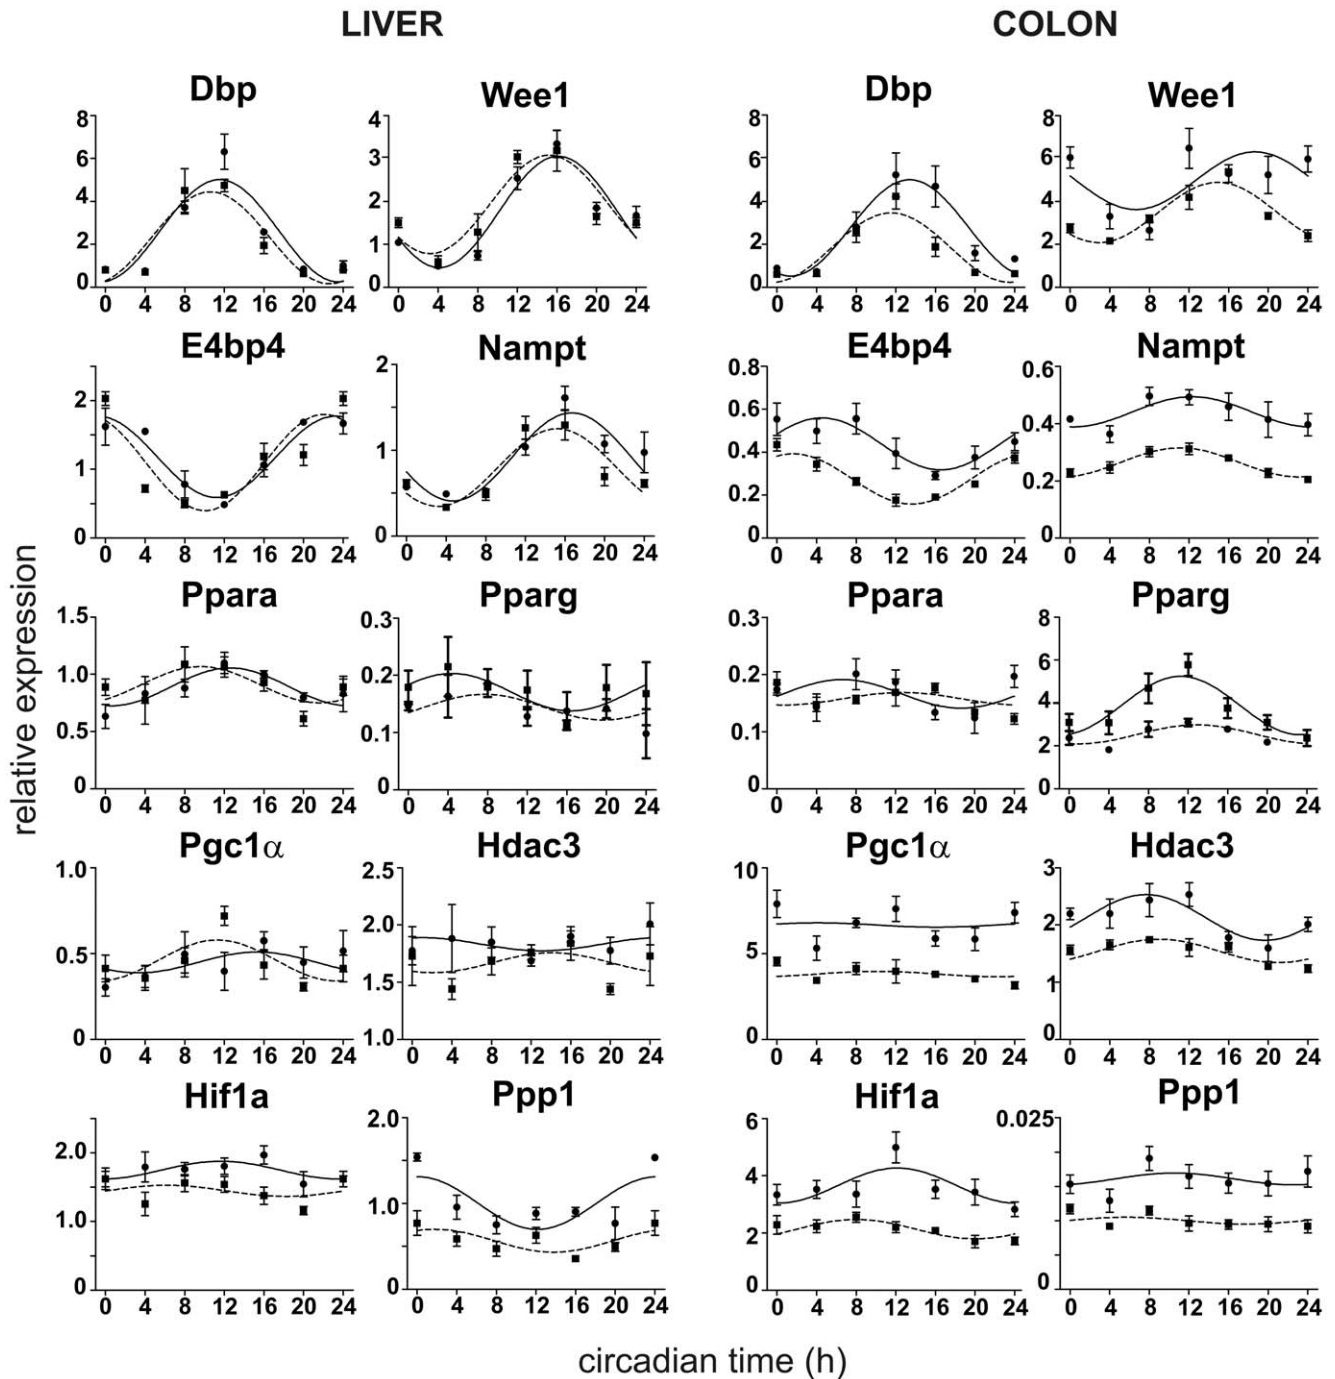 LIVER COLON
Dbp Wee1 Dbp Wee1
8 4 8 8
6 3 6 6
4 2 4 4
2 1 2 2
0 0 0 0
0 4 8 12 16 20 24 0 4 8 12 16 20 24 0 4 8 12 16 20 24 0 4 8 12 16 20 24
E4bp4 Nampt E4bp4 Nampt
2 2 0.8 0.6
1 1 0.6 0.4
0 0 0.4 0.2
0.2 0
0
0 4 8 12 16 20 24 0 4 8 12 16 20 24 0 4 8 12 16 20 24 0 4 8 12 16 20 24
Ppara Pparg Ppara Pparg
1.5 0.3 0.3 8
1.0 0.2 0.2 6
0.5 0.1 0.1 4
0 0 0 2
0
0 4 8 12 16 20 24 0 4 8 12 16 20 24 0 4 8 12 16 20 24 0 4 8 12 16 20 24
relative expression
Pgc1α Hdac3 Pgc1α Hdac3
1.0 2.5 10 3
0.5 2.0 5 2
0 1.5 0 1
1.0 0
0 4 8 12 16 20 24 0 4 8 12 16 20 24 0 4 8 12 16 20 24 0 4 8 12 16 20 24
Hif1a Ppp1 Hif1a Ppp1
2.0 2.0 6 0.025
1.0 1.0 4 0
0 0 2
0
0 4 8 12 16 20 24 0 4 8 12 16 20 24 0 4 8 12 16 20 24 0 4 8 12 16 20 24
circadian time (h)